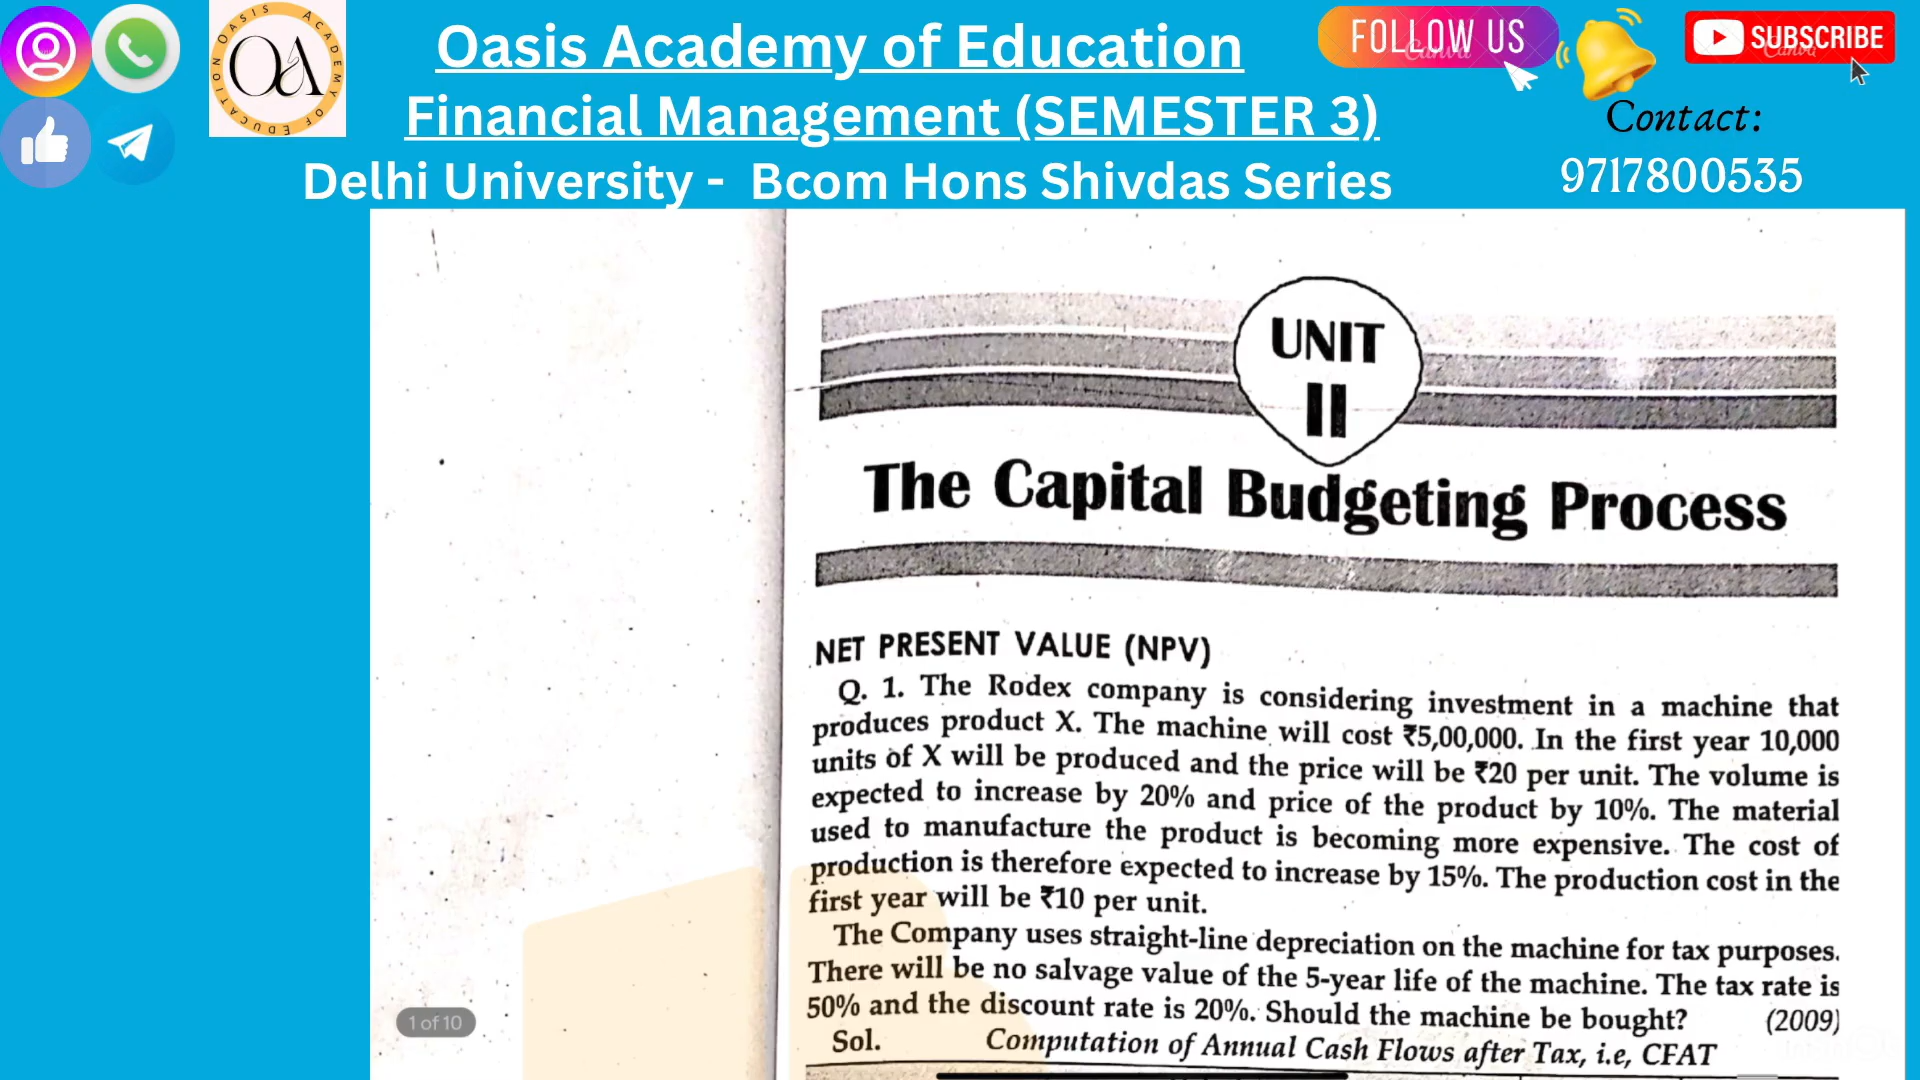 Oasis Academy of Education
Financial Management (SEMESTER 3)
Delhi University - Bcom Hons Shivdas Series
FOLLOW US
SUBSCRIBE
Contact:
9717800535
OASIS ACADEMY OF EDUCATION
OA
UNIT
II
The Capital Budgeting Process
NET PRESENT VALUE (NPV)
Q. 1. The Rodex company is considering investment in a machine that
produces product X. The machine will cost ₹5,00,000. In the first year 10,000
units of X will be produced and the price will be ₹20 per unit. The volume is
expected to increase by 20% and price of the product by 10%. The material
used to manufacture the product is becoming more expensive. The cost of
production is therefore expected to increase by 15%. The production cost in the
first year will be ₹10 per unit.
The Company uses straight-line depreciation on the machine for tax purposes.
There will be no salvage value of the 5-year life of the machine. The tax rate is
50% and the discount rate is 20%. Should the machine be bought? (2009)
Sol. Computation of Annual Cash Flows after Tax, i.e, CFAT
1 of 10
Canva
Canva